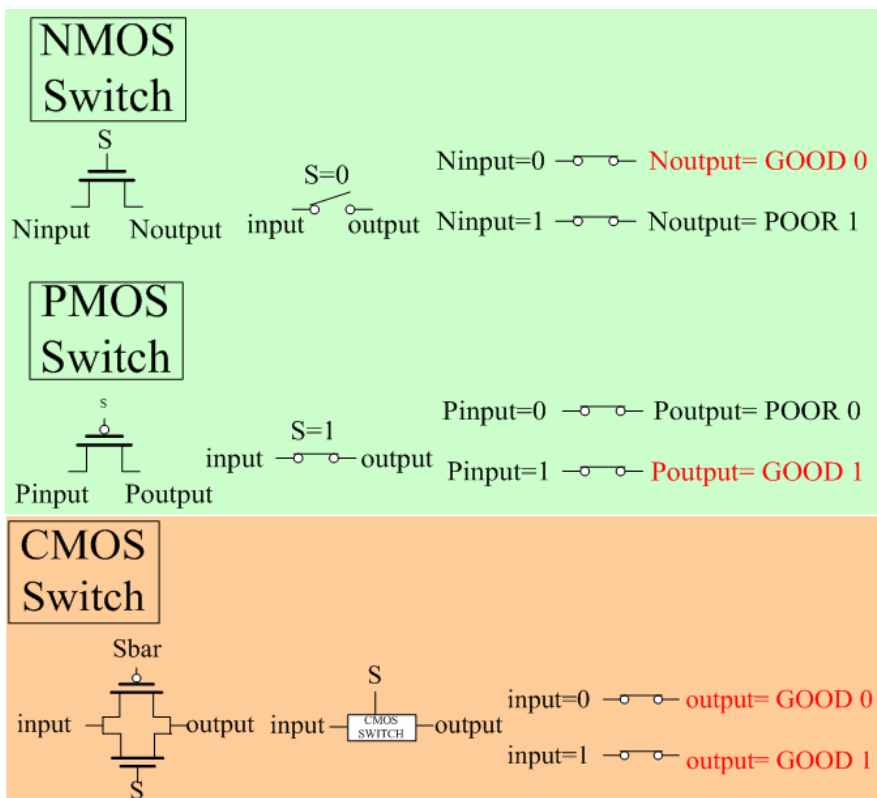 NMOS
Switch
S
Ninput Noutput
S=0
input output
Ninput=0 Noutput= GOOD 0
Ninput=1 Noutput= POOR 1
PMOS
Switch
s
Pinput Poutput
S=1
input output
Pinput=0 Poutput= POOR 0
Pinput=1 Poutput= GOOD 1
CMOS
Switch
Sbar
input output
S
S
input CMOS output
SWITCH
input=0 output= GOOD 0
input=1 output= GOOD 1